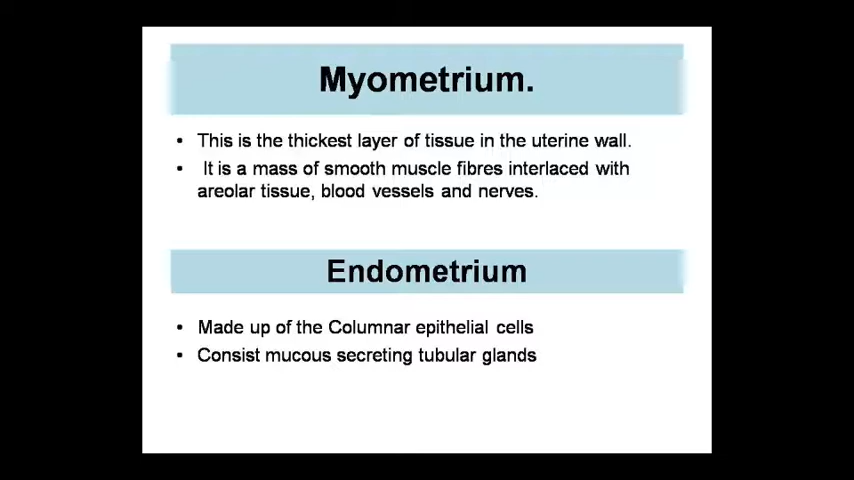 Myometrium.
• This is the thickest layer of tissue in the uterine wall.
• It is a mass of smooth muscle fibres interlaced with
areolar tissue, blood vessels and nerves.
Endometrium
• Made up of the Columnar epithelial cells
• Consist mucous secreting tubular glands